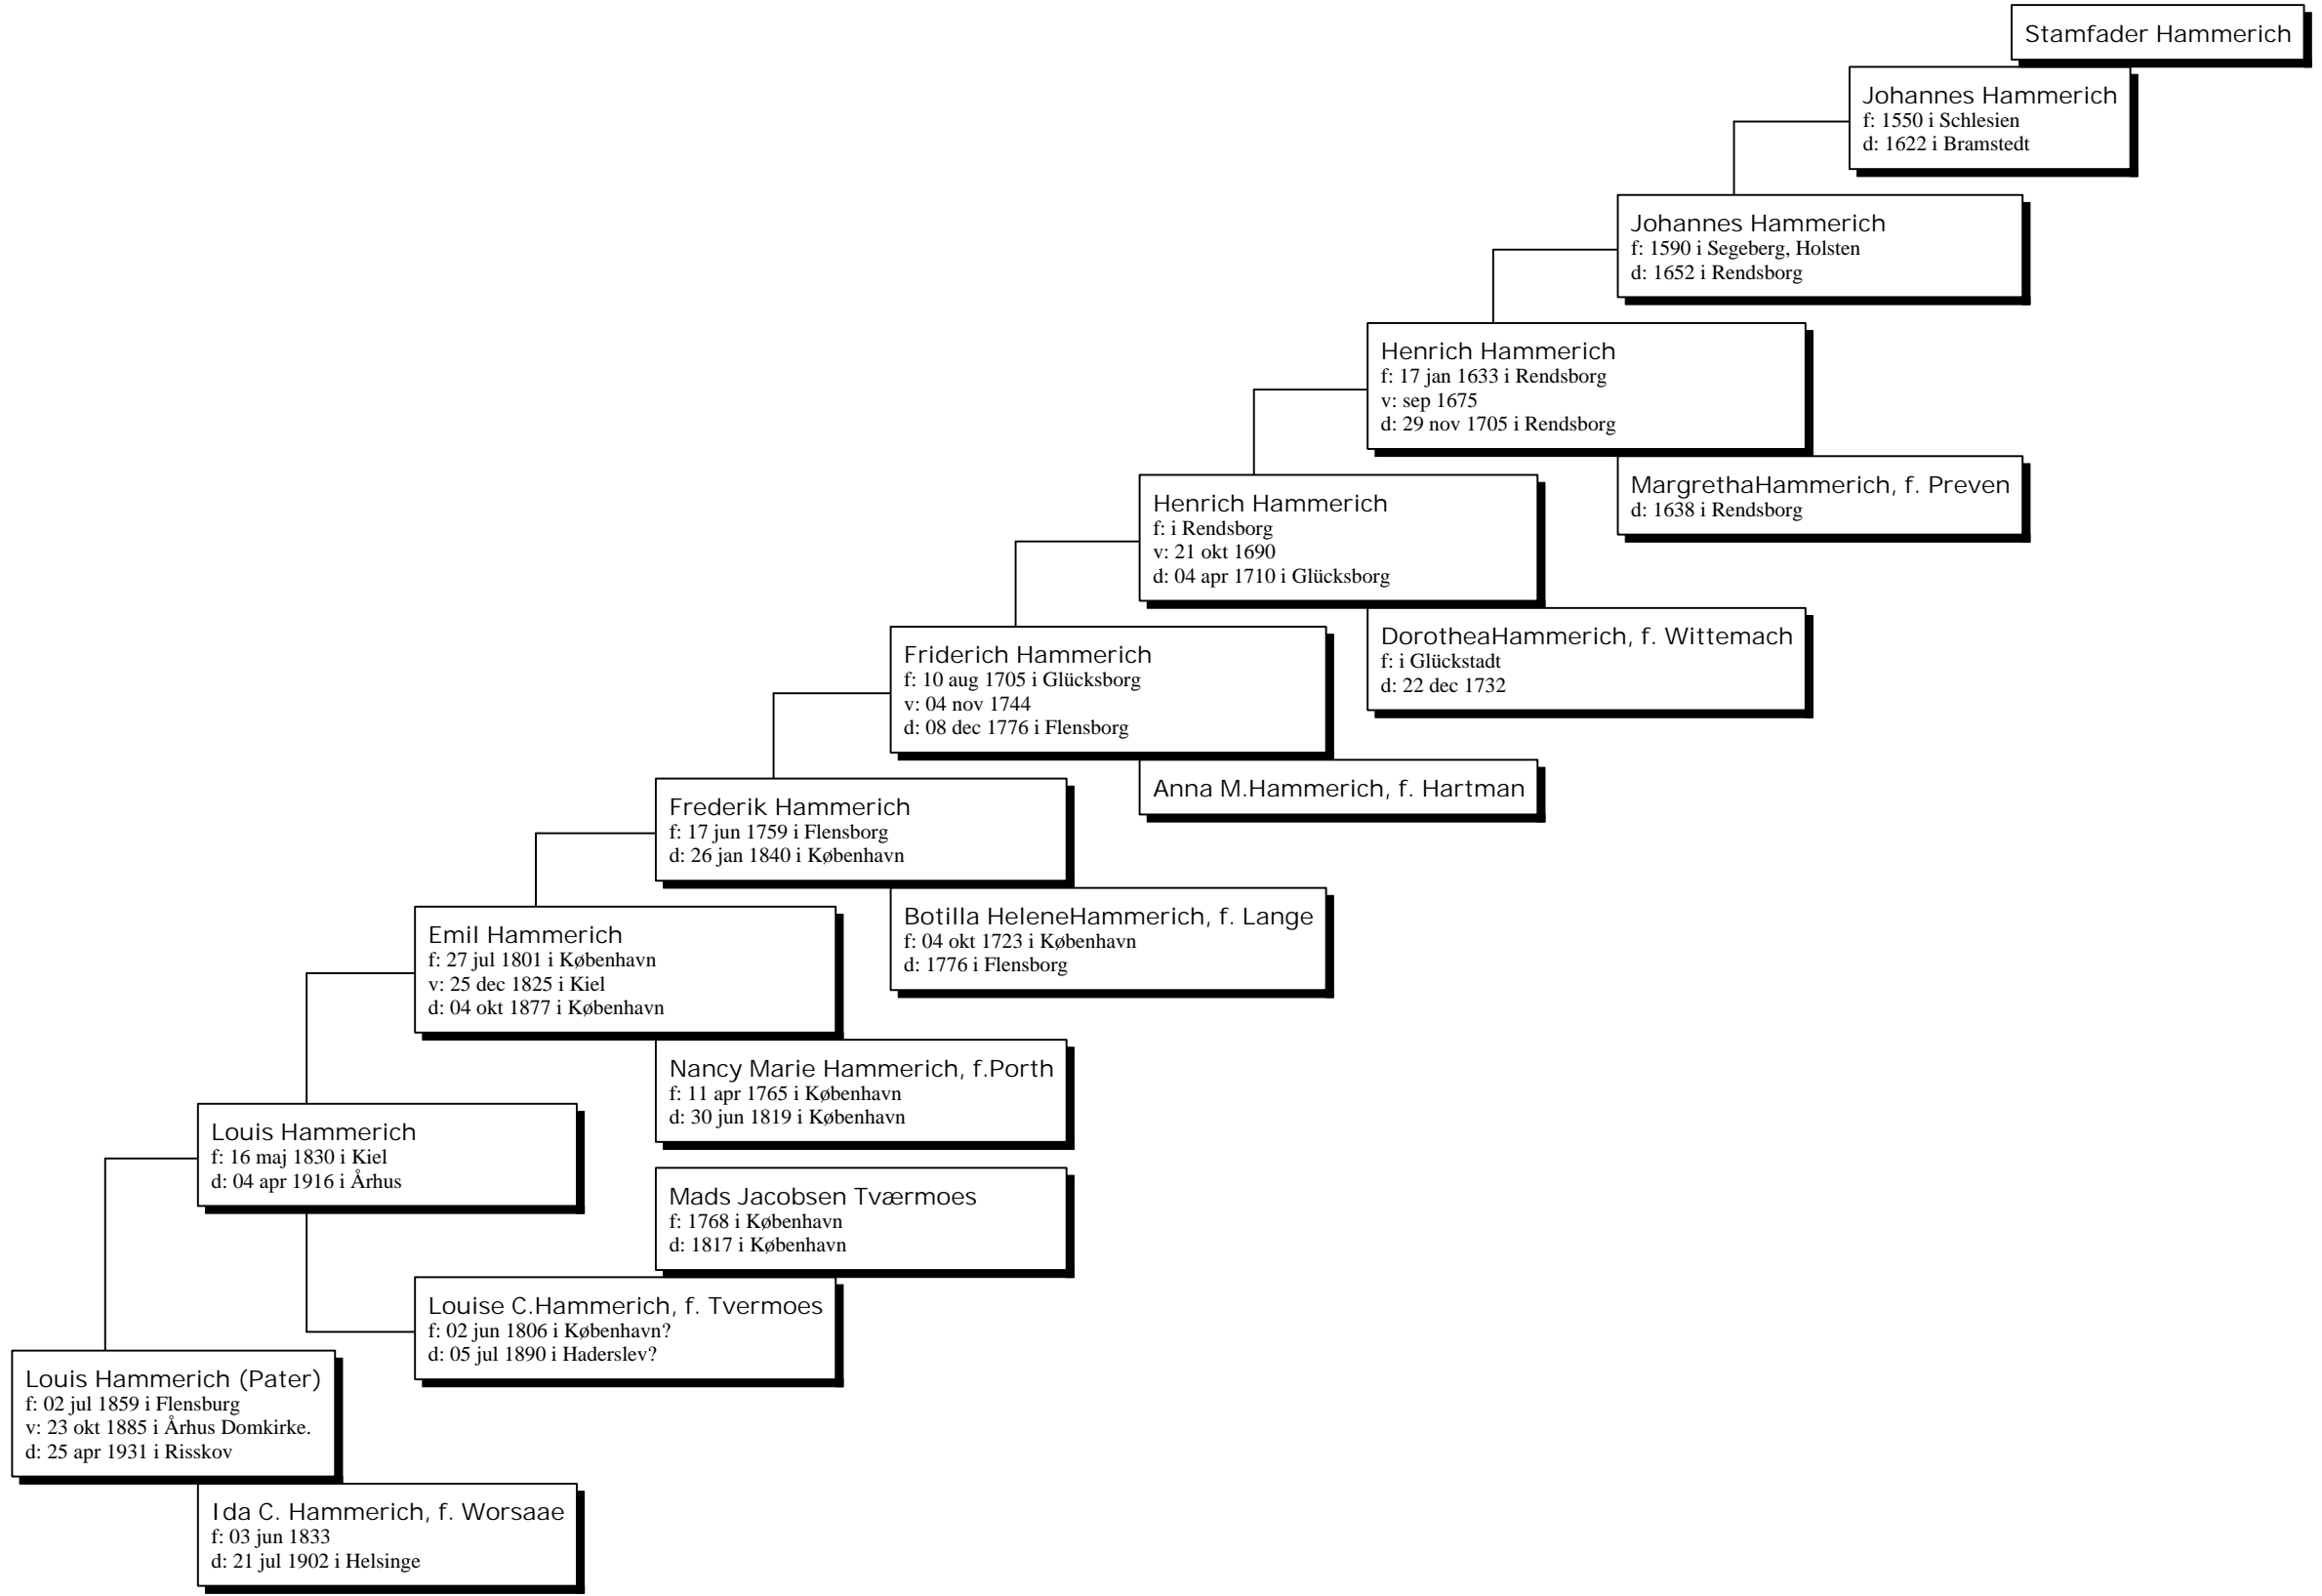 Stamfader Hammerich
Johannes Hammerich
f: 1550 i Schlesien
d: 1622 i Bramstedt
Johannes Hammerich
f: 1590 i Segeberg, Holsten
d: 1652 i Rendsborg
Henrich Hammerich
f: 17 jan 1633 i Rendsborg
v: sep 1675
d: 29 nov 1705 i Rendsborg
MargrethaHammerich, f. Preven
d: 1638 i Rendsborg
Henrich Hammerich
f: i Rendsborg
v: 21 okt 1690
d: 04 apr 1710 i Glücksborg
DorotheaHammerich, f. Wittemach
f: i Glückstadt
d: 22 dec 1732
Friderich Hammerich
f: 10 aug 1705 i Glücksborg
v: 04 nov 1744
d: 08 dec 1776 i Flensborg
Anna M.Hammerich, f. Hartman
Frederik Hammerich
f: 17 jun 1759 i Flensborg
d: 26 jan 1840 i København
Botilla HeleneHammerich, f. Lange
f: 04 okt 1723 i København
d: 1776 i Flensborg
Emil Hammerich
f: 27 jul 1801 i København
v: 25 dec 1825 i Kiel
d: 04 okt 1877 i København
Nancy Marie Hammerich, f.Porth
f: 11 apr 1765 i København
d: 30 jun 1819 i København
Louis Hammerich
f: 16 maj 1830 i Kiel
d: 04 apr 1916 i Århus
Mads Jacobsen Tværmoes
f: 1768 i København
d: 1817 i København
Louise C.Hammerich, f. Tvermoes
f: 02 jun 1806 i København?
d: 05 jul 1890 i Haderslev?
Louis Hammerich (Pater)
f: 02 jul 1859 i Flensburg
v: 23 okt 1885 i Århus Domkirke.
d: 25 apr 1931 i Risskov
Ida C. Hammerich, f. Worsaae
f: 03 jun 1833
d: 21 jul 1902 i Helsinge